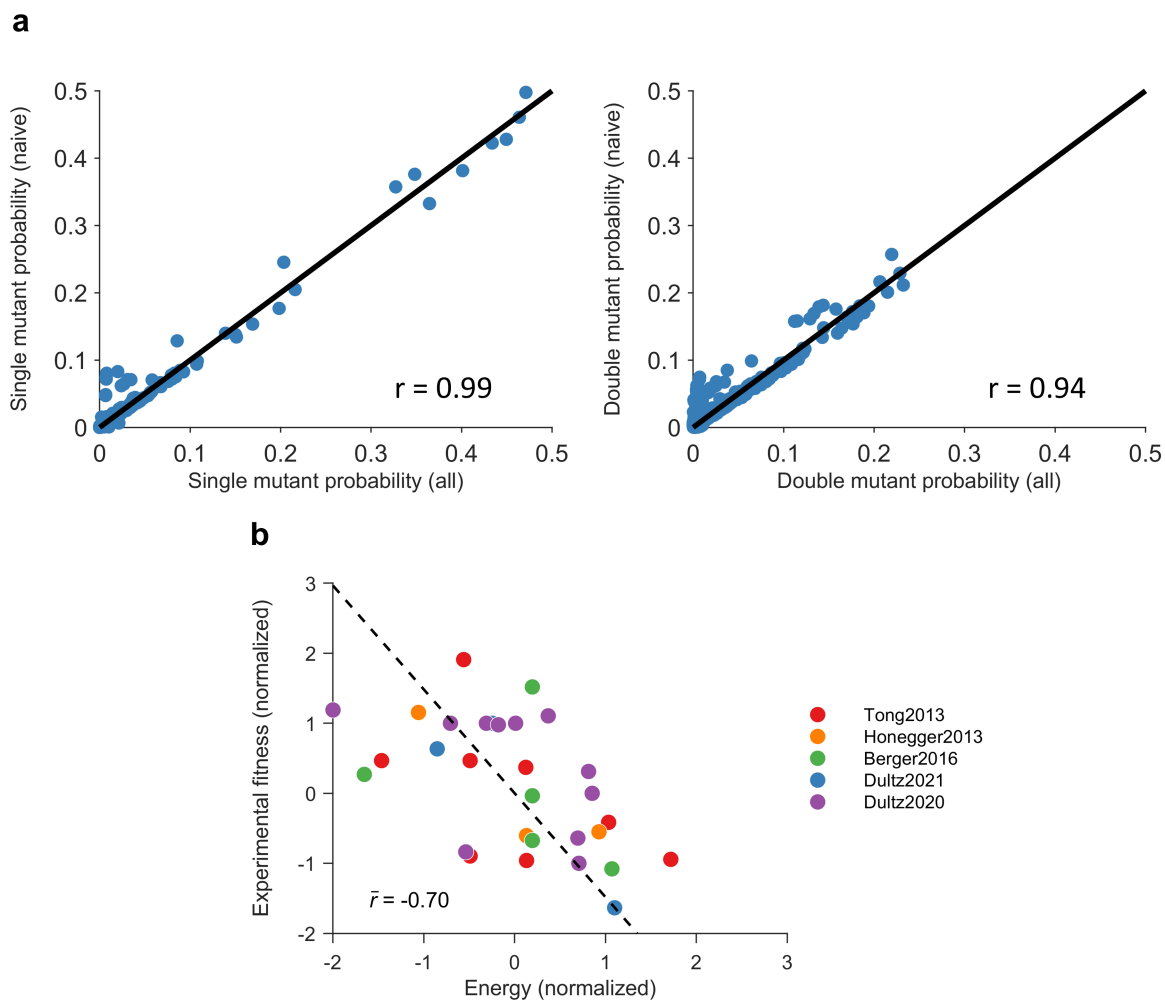 a
0.5
0.4
0.3
0.2
0.1
0
0 0.1 0.2 0.3 0.4 0.5
Single mutant probability (naive)
Single mutant probability (all)
r = 0.99
0.5
0.4
0.3
0.2
0.1
0
0 0.1 0.2 0.3 0.4 0.5
Double mutant probability (naive)
Double mutant probability (all)
r = 0.94
b
3
2
1
0
-1
-2
-2 -1 0 1 2 3
Experimental fitness (normalized)
Energy (normalized)
r̄ = -0.70
Tong2013
Honegger2013
Berger2016
Dultz2021
Dultz2020